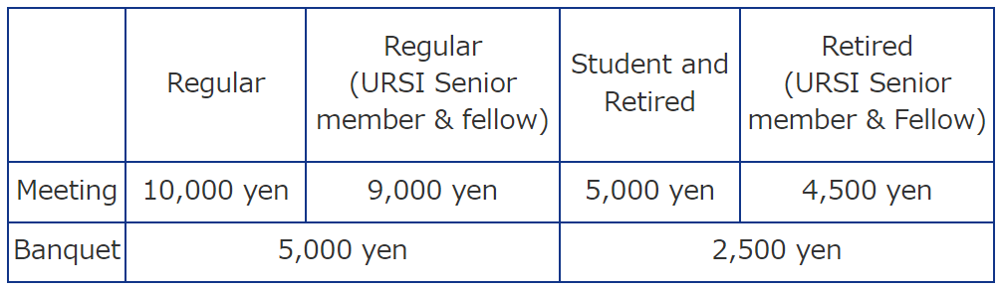 Regular
Regular
(URSI Senior
member & fellow)
Student and
Retired
Retired
(URSI Senior
member & Fellow)
Meeting 10,000 yen 9,000 yen 5,000 yen 4,500 yen
Banquet 5,000 yen 2,500 yen